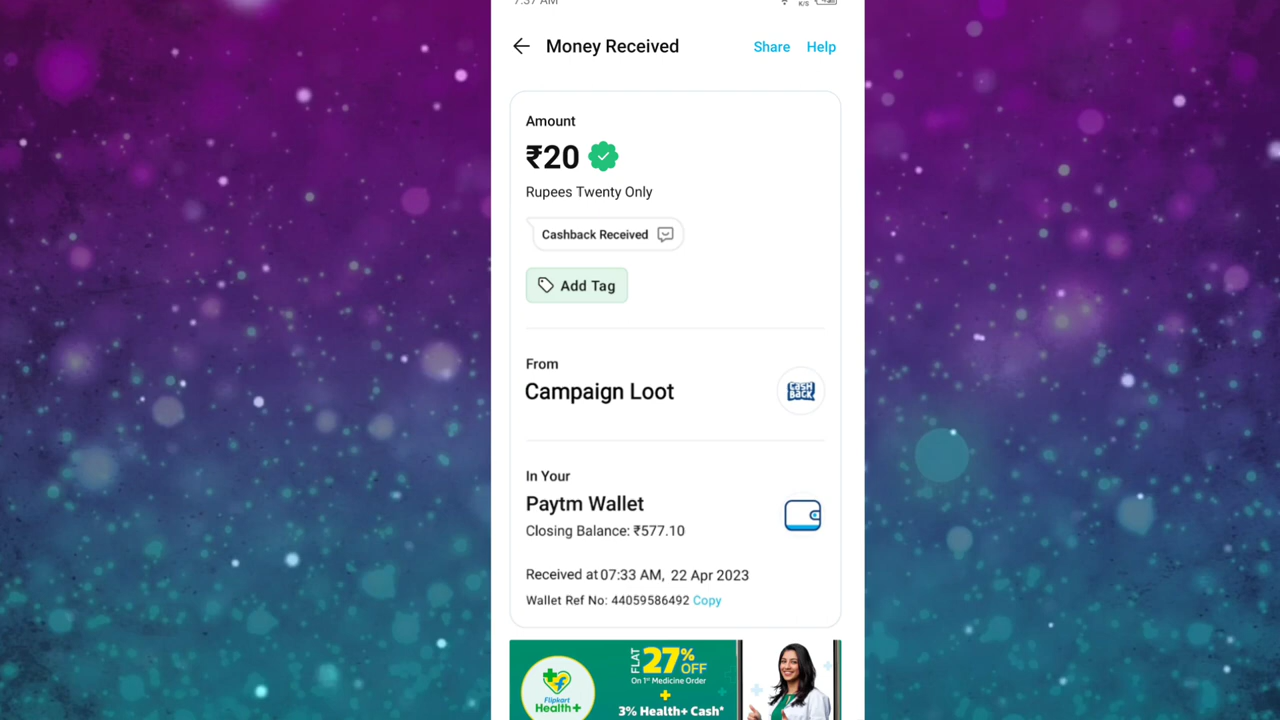 7:37 AM
K/S
Money Received
Share Help
Amount
₹20
Rupees Twenty Only
Cashback Received
Add Tag
From
Campaign Loot
CASH
BACK
In Your
Paytm Wallet
Closing Balance: ₹577.10
Received at 07:33 AM, 22 Apr 2023
Wallet Ref No: 44059586492 Copy
FLAT 27% OFF
On 1st Medicine Order
+
3% Health+ Cash*
Flipkart
Health+